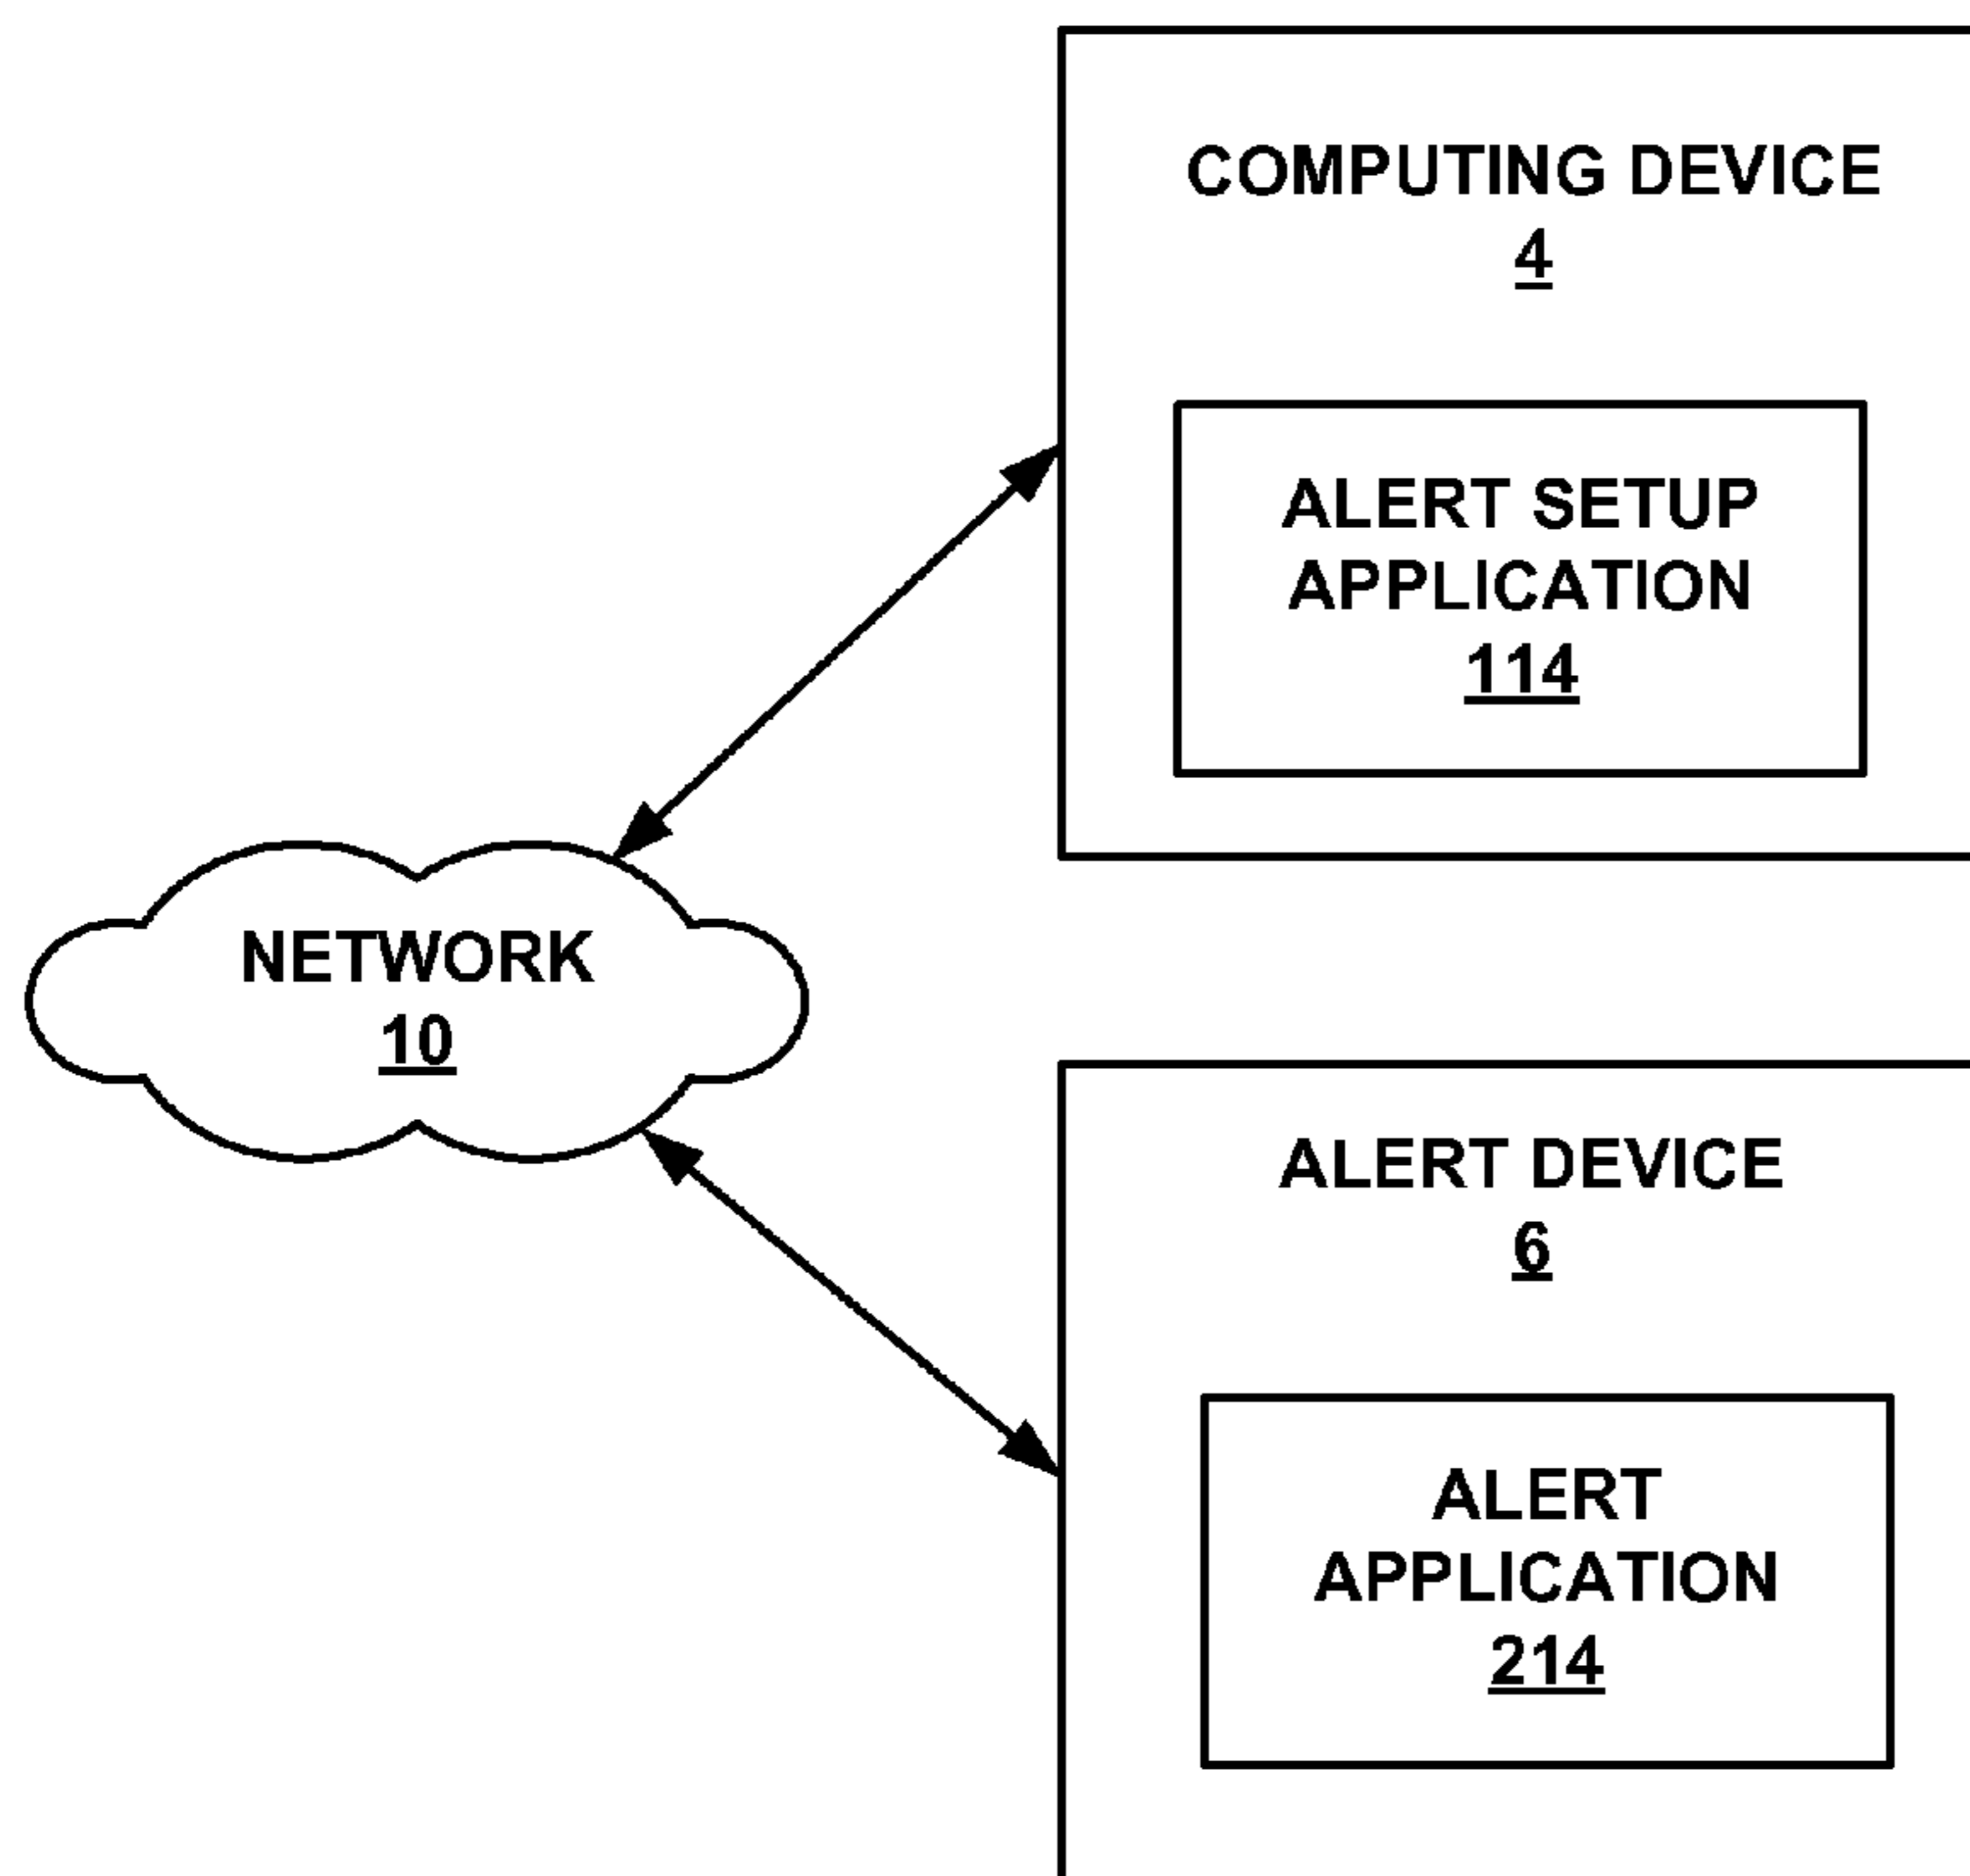 COMPUTING DEVICE
4
ALERT SETUP
APPLICATION
114
NETWORK
10
ALERT DEVICE
6
ALERT
APPLICATION
214